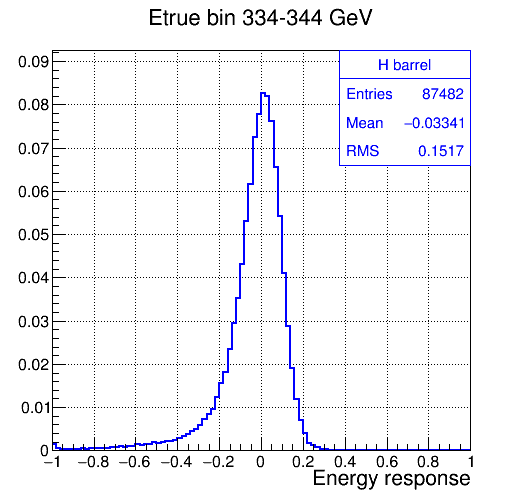 Etrue bin 334-344 GeV
H barrel
Entries 87482
Mean −0.03341
RMS 0.1517
0.09
0.08
0.07
0.06
0.05
0.04
0.03
0.02
0.01
0
−1 −0.8 −0.6 −0.4 −0.2 0 0.2 0.4 0.6 0.8 1
Energy response